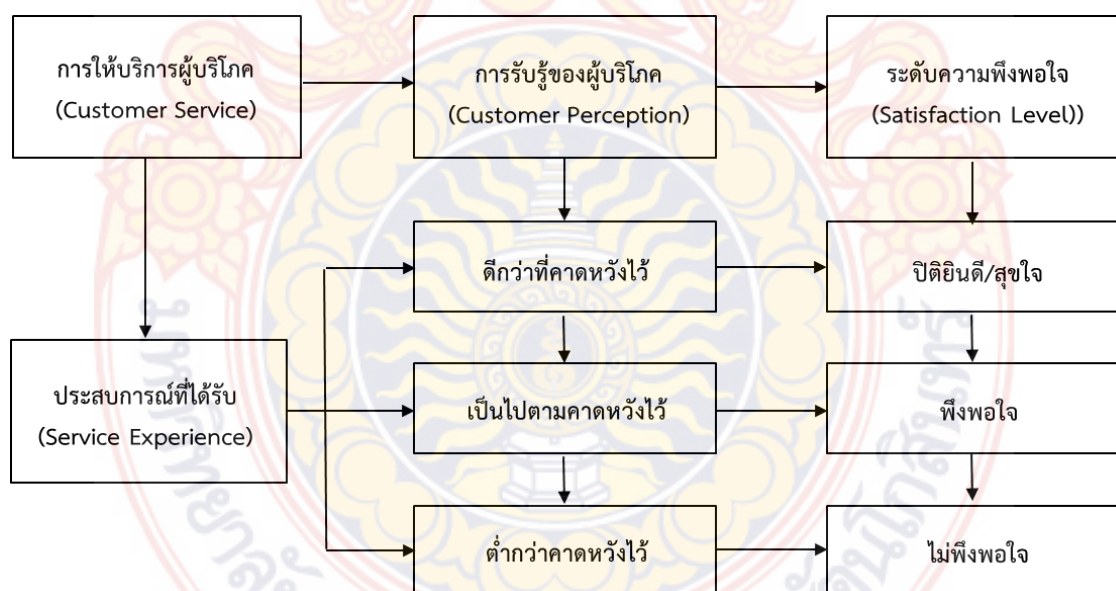 การให้บริการผู้บริโภค
(Customer Service)
การรับรู้ของผู้บริโภค
(Customer Perception)
ระดับความพึงพอใจ
(Satisfaction Level))
ดีกว่าที่คาดหวังไว้
ปิติยินดี/สุขใจ
ประสบการณ์ที่ได้รับ
(Service Experience)
เป็นไปตามคาดหวังไว้
พึงพอใจ
ต่ำกว่าคาดหวังไว้
ไม่พึงพอใจ